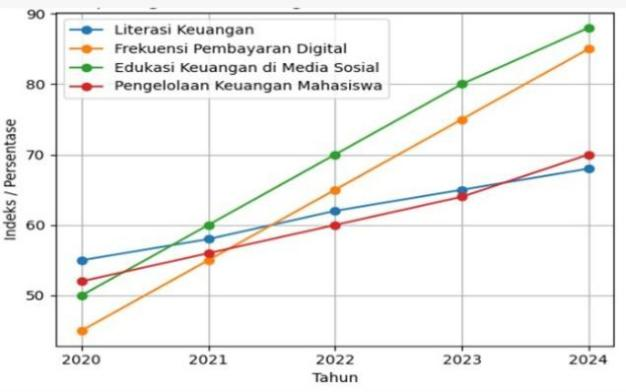 90
Literasi Keuangan
Frekuensi Pembayaran Digital
Edukasi Keuangan di Media Sosial
Pengelolaan Keuangan Mahasiswa
80
70
60
50
Indeks / Persentase
2020 2021 2022 2023 2024
Tahun